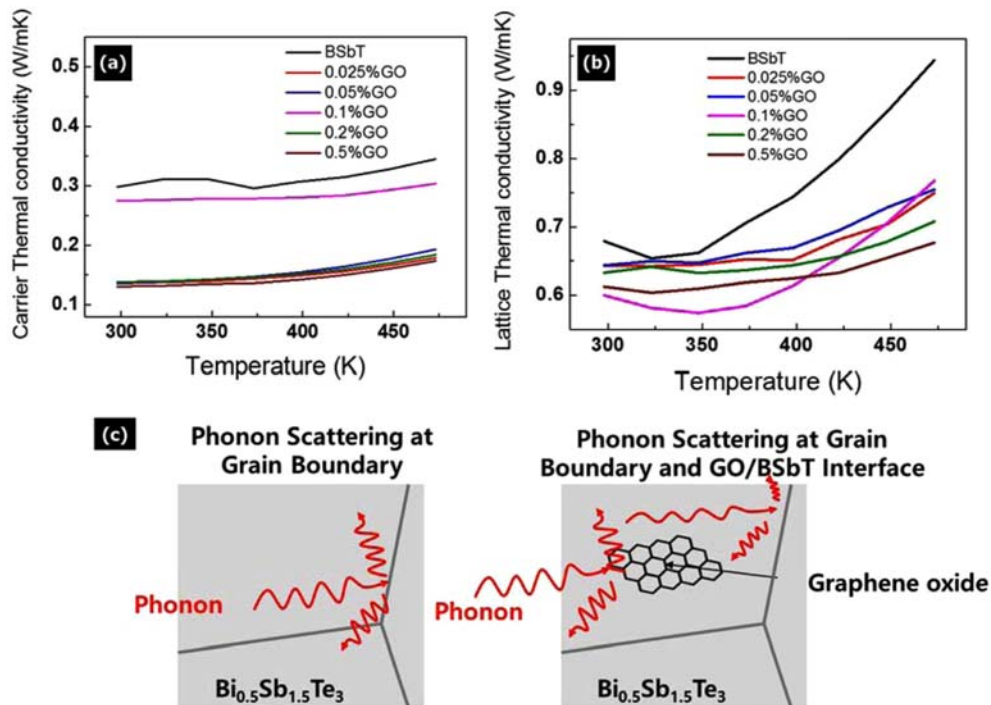 (a)
Carrier Thermal conductivity (W/mK)
0.5
0.4
0.3
0.2
0.1
BSbT
0.025%GO
0.05%GO
0.1%GO
0.2%GO
0.5%GO
300
350
400
450
Temperature (K)
(b)
Lattice Thermal conductivity (W/mK)
0.9
0.8
0.7
0.6
BSbT
0.025%GO
0.05%GO
0.1%GO
0.2%GO
0.5%GO
300
350
400
450
Temperature (K)
(c)
Phonon Scattering at
Grain Boundary
Phonon
Bi0.5Sb1.5Te3
Phonon Scattering at Grain
Boundary and GO/BSbT Interface
Phonon
Graphene oxide
Bi0.5Sb1.5Te3